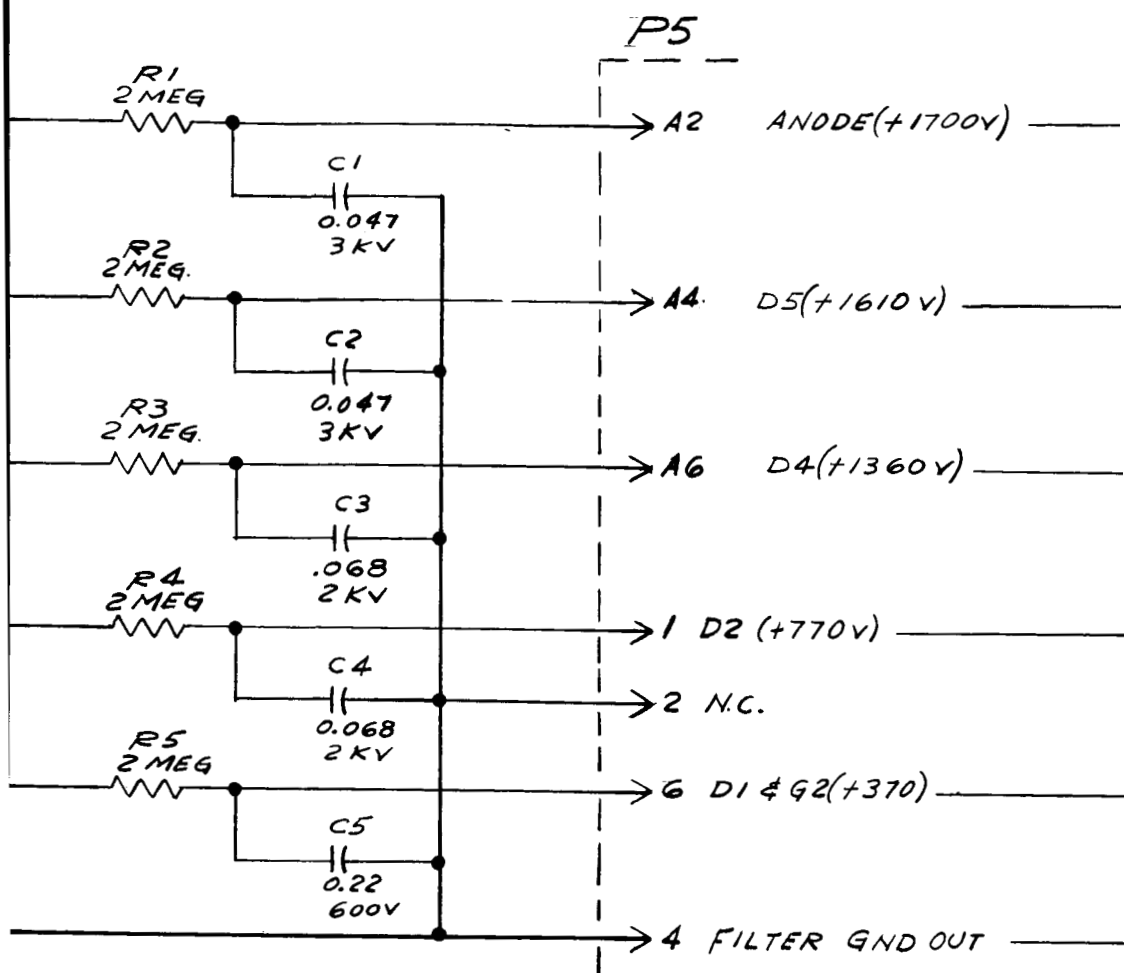 P5
R1
2 MEG
A2 ANODE(+1700V)
C1
0.047
3KV
R2
2 MEG.
A4. D5(+1610V)
C2
0.047
3KV
R3
2 MEG.
A6 D4(+1360V)
C3
.068
2KV
R4
2 MEG
1 D2 (+770V)
C4
0.068
2KV
2 N.C.
R5
2 MEG
6 D1 & G2(+370)
C5
0.22
600V
4 FILTER GND OUT